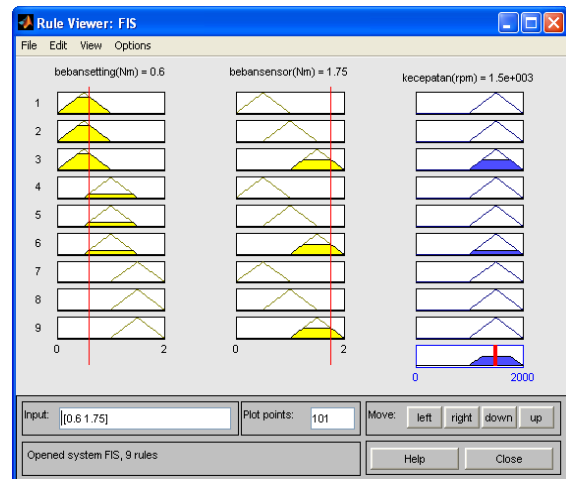 Rule Viewer: FIS
File Edit View Options
bebansetting(Nm) = 0.6
bebansensor(Nm) = 1.75
kecepatan(rpm) = 1.5e+003
1
2
3
4
5
6
7
8
9
0 2
0 2
0 2000
Input: [[0.6 1.75]
Plot points: 101
Move: left right down up
Opened system FIS, 9 rules
Help Close